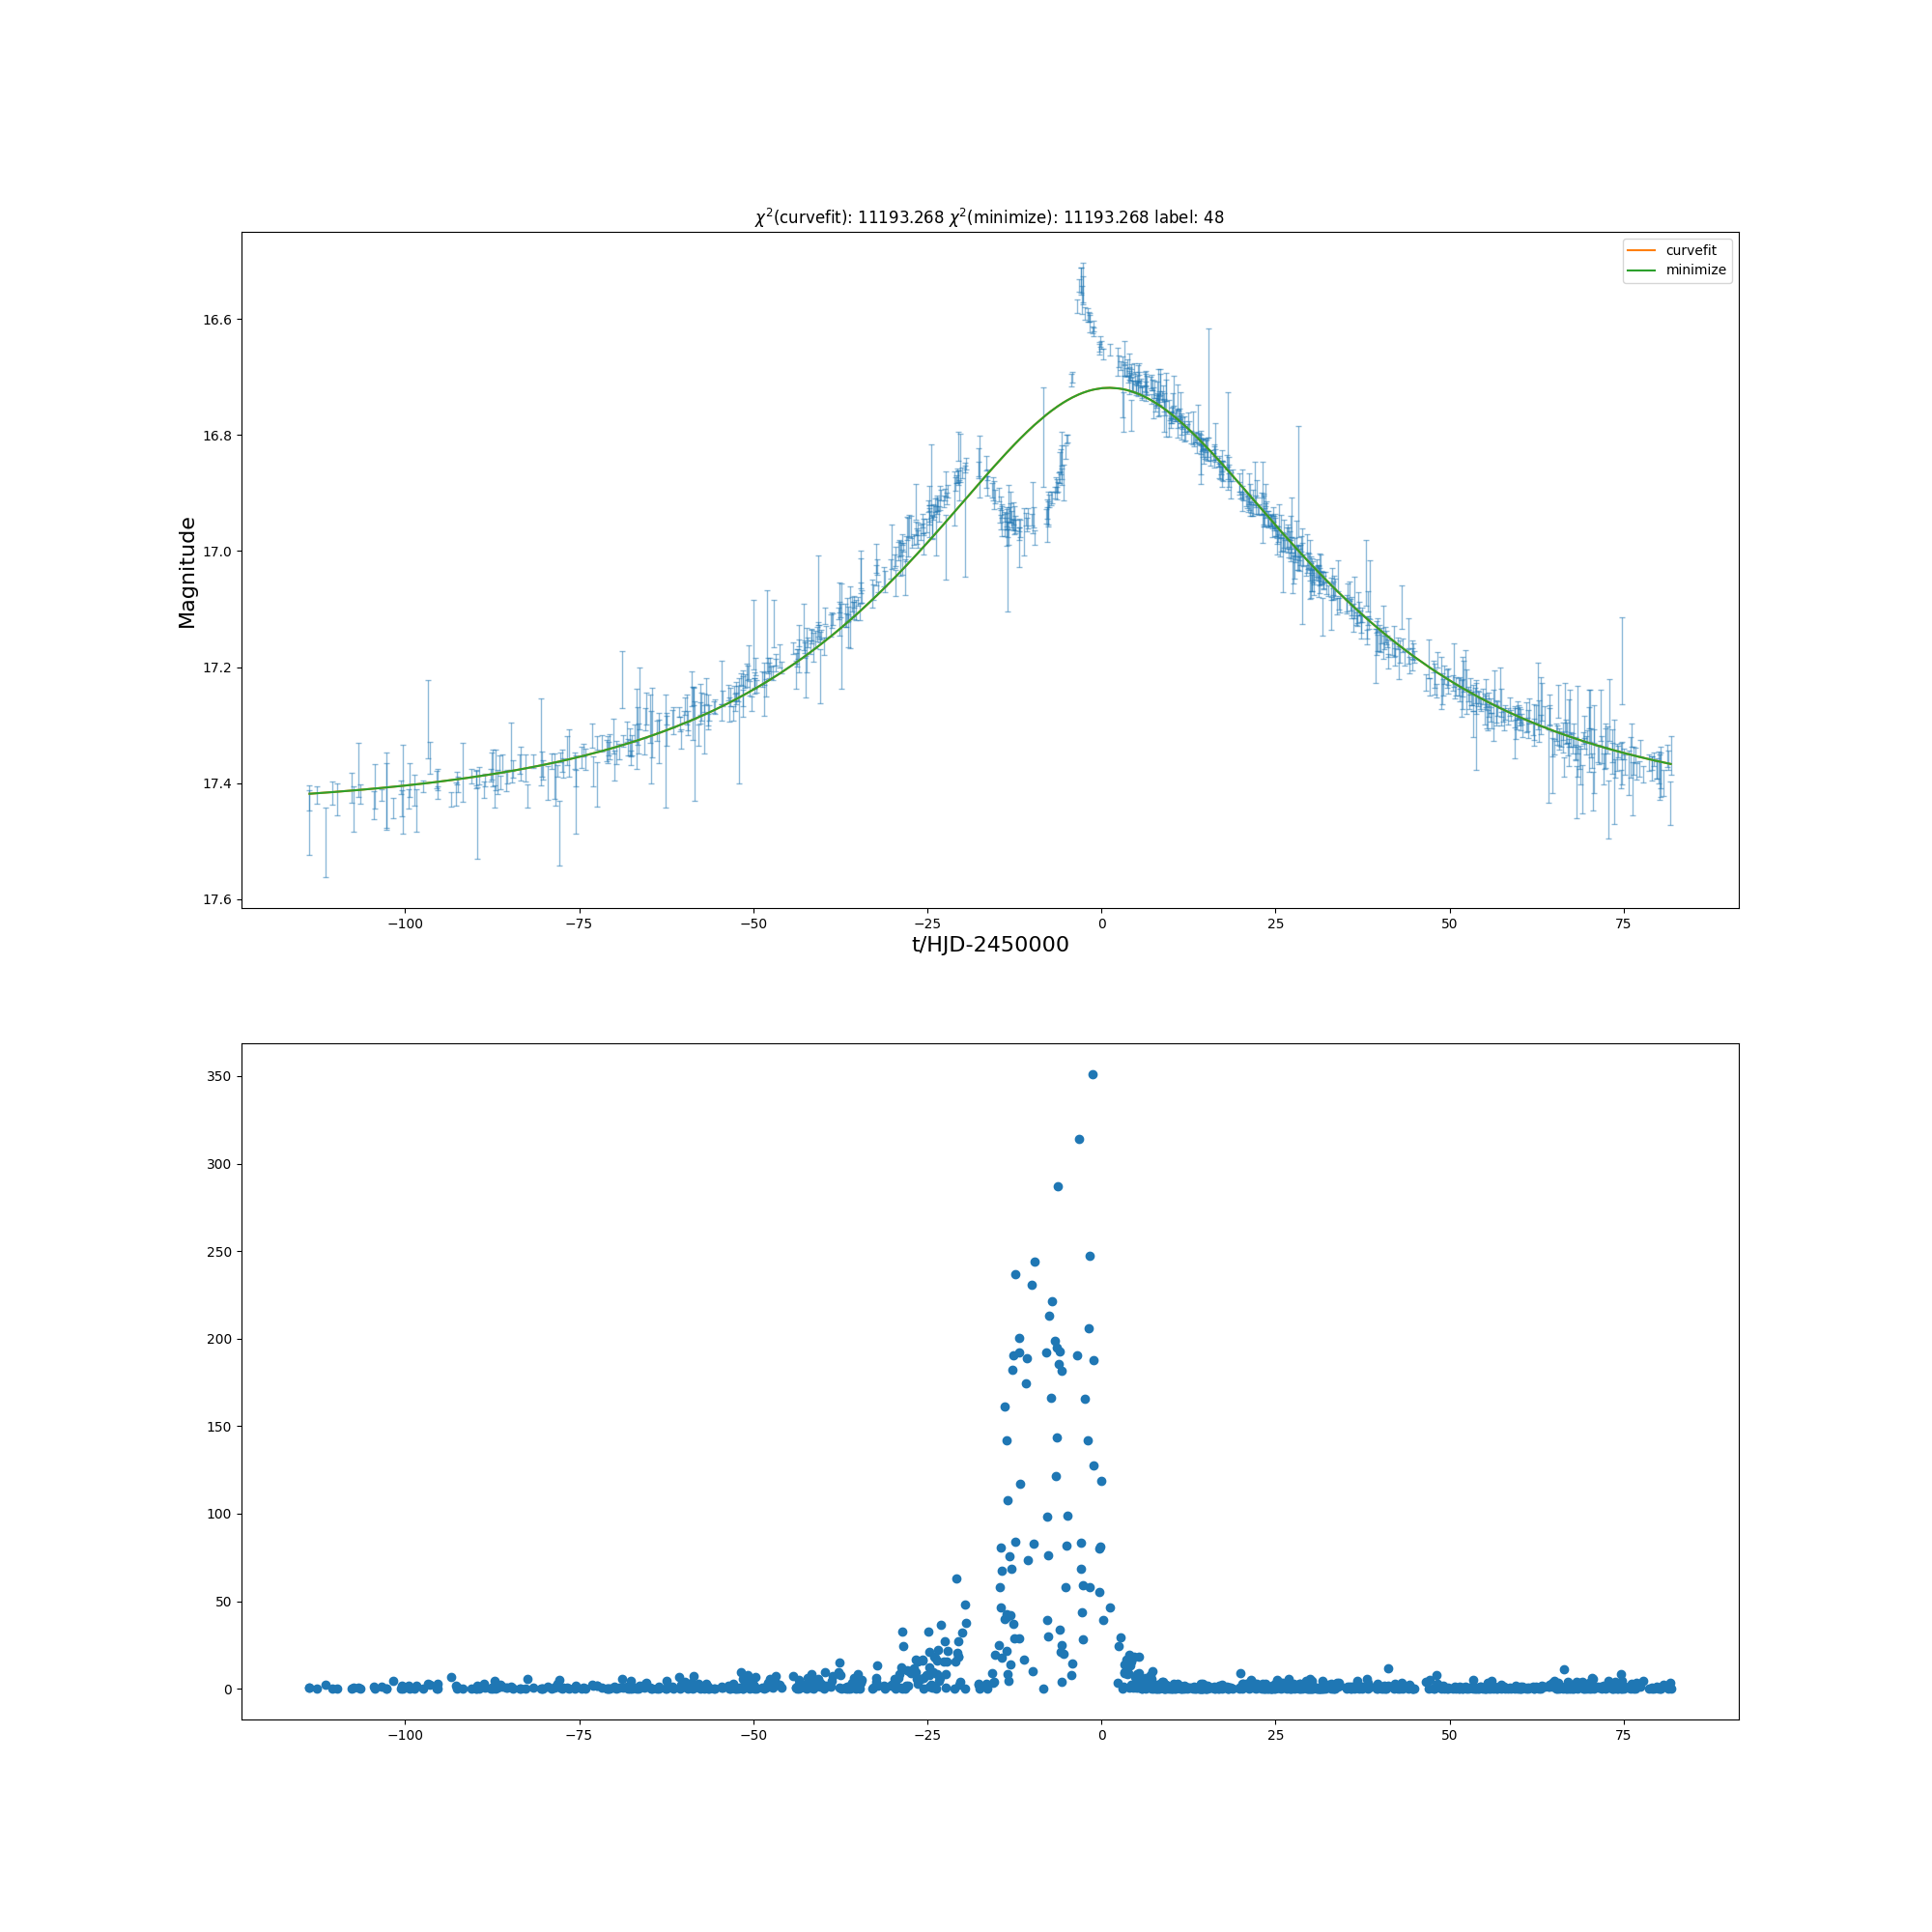 χ²(curvefit): 11193.268 χ²(minimize): 11193.268 label: 48
curvefit
minimize
16.6
16.8
17.0
17.2
17.4
17.6
Magnitude
−100 −75 −50 −25 0 25 50 75
t/HJD-2450000
350
300
250
200
150
100
50
0
−100 −75 −50 −25 0 25 50 75